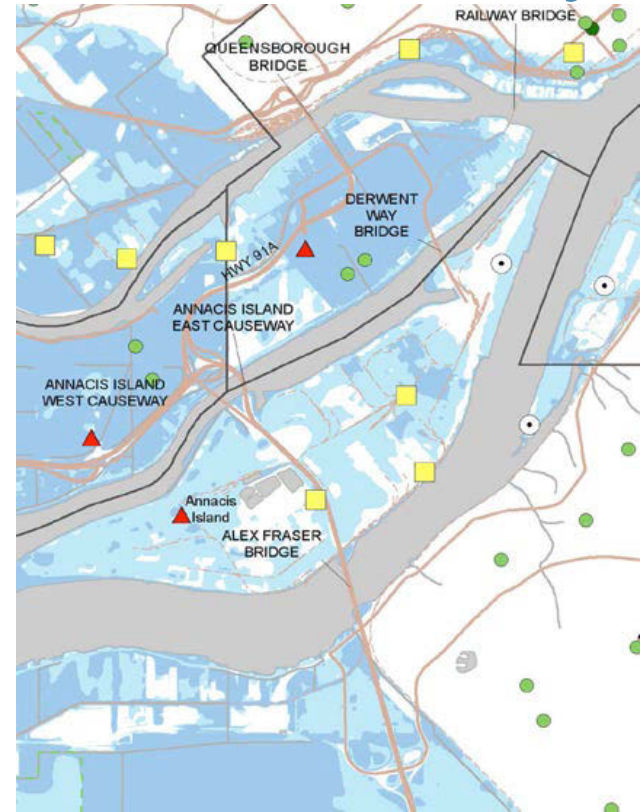 RAILWAY BRIDGE
QUEENSBOROUGH
BRIDGE
DERWENT
WAY
BRIDGE
HWY 91A
ANNACIS ISLAND
EAST CAUSEWAY
ANNACIS ISLAND
WEST CAUSEWAY
Annacis
Island
ALEX FRASER
BRIDGE